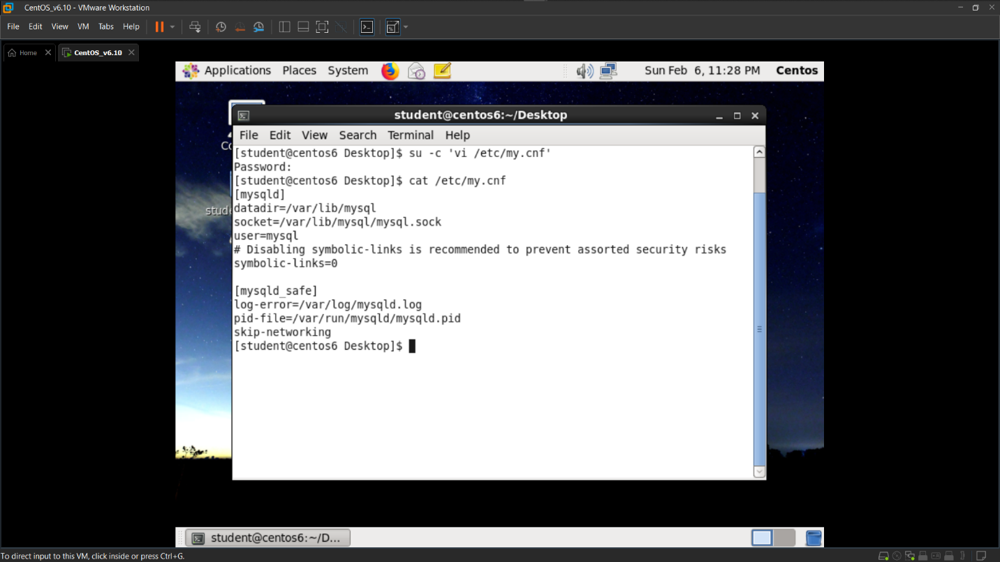 CentOS_v6.10 - VMware Workstation
File Edit View VM Tabs Help
Home
CentOS_v6.10
Applications Places System
Sun Feb 6, 11:28 PM Centos
student@centos6:~/Desktop
File Edit View Search Terminal Help
[student@centos6 Desktop]$ su -c 'vi /etc/my.cnf'
Password:
[student@centos6 Desktop]$ cat /etc/my.cnf
[mysqld]
datadir=/var/lib/mysql
socket=/var/lib/mysql/mysql.sock
user=mysql
# Disabling symbolic-links is recommended to prevent assorted security risks
symbolic-links=0
[mysqld_safe]
log-error=/var/log/mysqld.log
pid-file=/var/run/mysqld/mysqld.pid
skip-networking
[student@centos6 Desktop]$
student@centos6:~/D...
To direct input to this VM, click inside or press Ctrl+G.